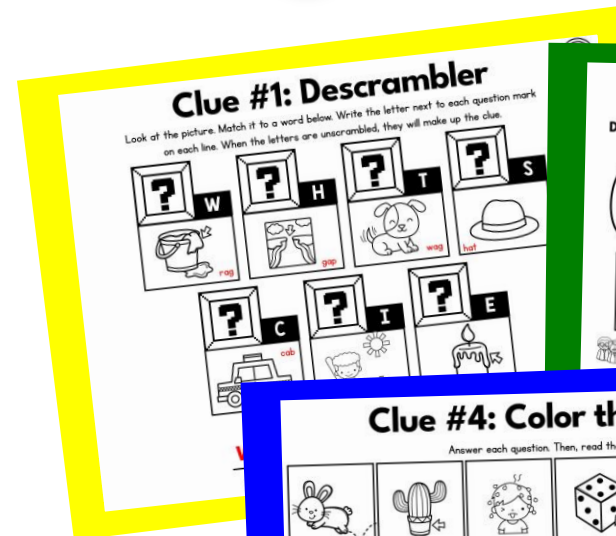 Clue #1: Descrambler
Look at the picture. Match it to a word below. Write the letter next to each question mark
on each line. When the letters are unscrambled, they will make up the clue.
? W ? H ? T ? S
rag gap wag hat
? C ? I ? E
cab
Clue #4: Color th
Answer each question. Then, read th